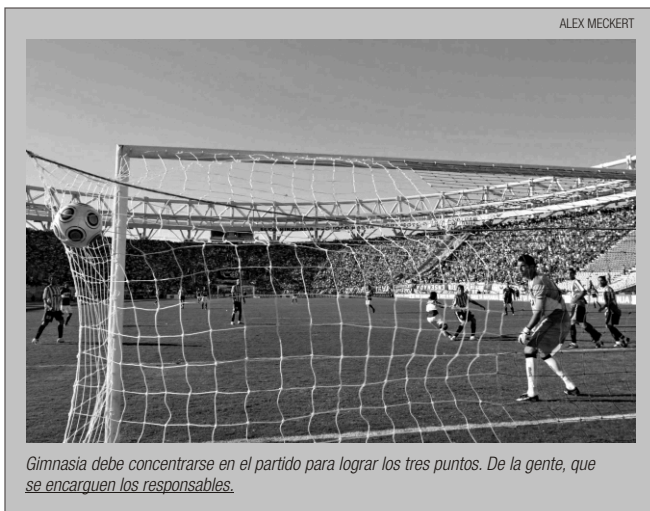 ALEX MECKERT
Gimnasia debe concentrarse en el partido para lograr los tres puntos. De la gente, que
se encarguen los responsables.